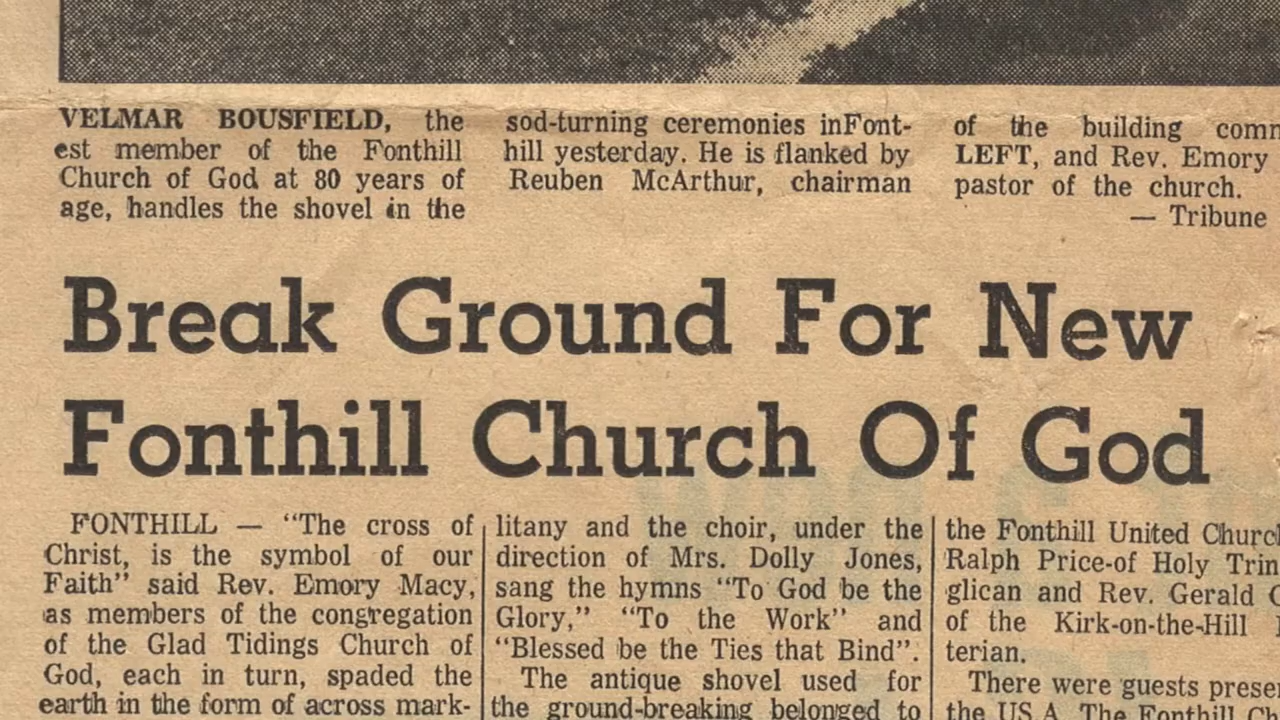 VELMAR BOUSFIELD, the
est member of the Fonthill
Church of God at 80 years of
age, handles the shovel in the
sod-turning ceremonies inFont-
hill yesterday. He is flanked by
Reuben McArthur, chairman
of the building
LEFT, and Rev. Emory
pastor of the church.
— Tribune
Break Ground For New
Fonthill Church Of God
FONTHILL — “The cross of
Christ, is the symbol of our
Faith” said Rev. Emory Macy,
as members of the congregation
of the Glad Tidings Church of
God, each in turn, spaded the
earth in the form of across mark-
litany and the choir, under the
direction of Mrs. Dolly Jones,
sang the hymns “To God be the
Glory,” “To the Work” and
“Blessed be the Ties that Bind”.
The antique shovel used for
the ground-breaking belonged to
the Fonthill United
Ralph Price-of Holy
glican and Rev. Gerald
of the Kirk-on-the-Hill
terian.
There were guests
the U.S.A. The Fonthill